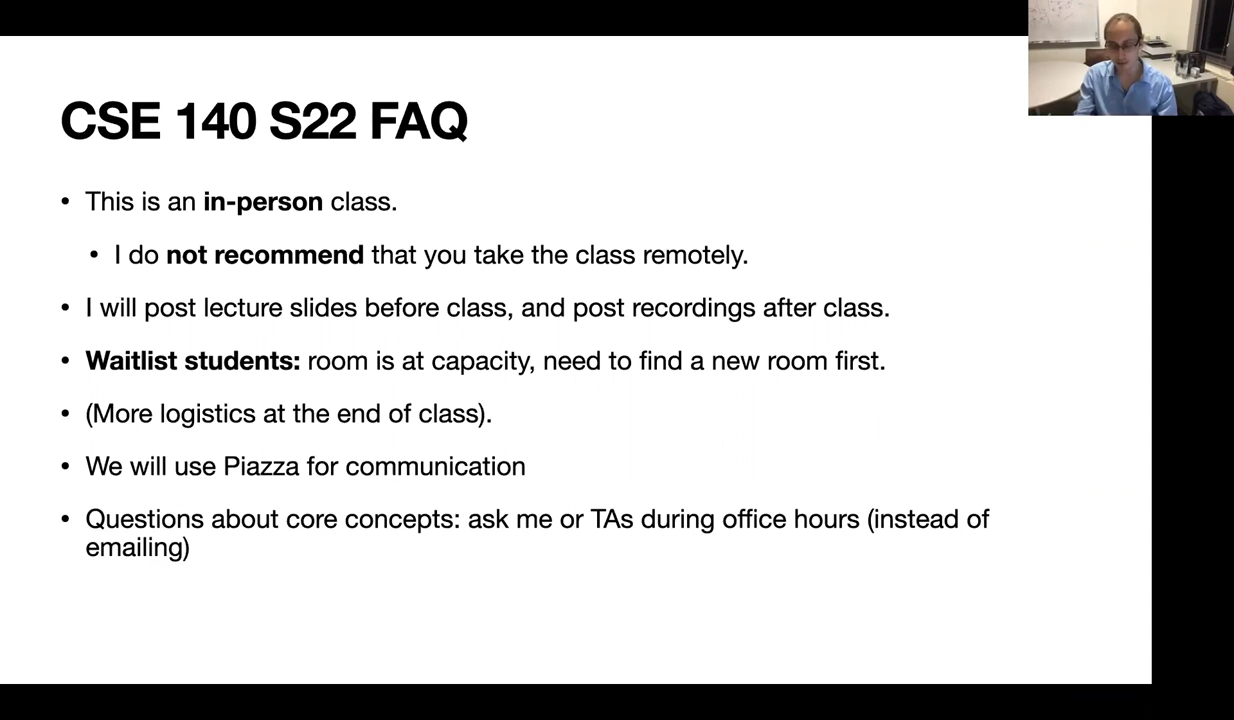 CSE 140 S22 FAQ
• This is an in-person class.
• I do not recommend that you take the class remotely.
• I will post lecture slides before class, and post recordings after class.
• Waitlist students: room is at capacity, need to find a new room first.
• (More logistics at the end of class).
• We will use Piazza for communication
• Questions about core concepts: ask me or TAs during office hours (instead of
emailing)